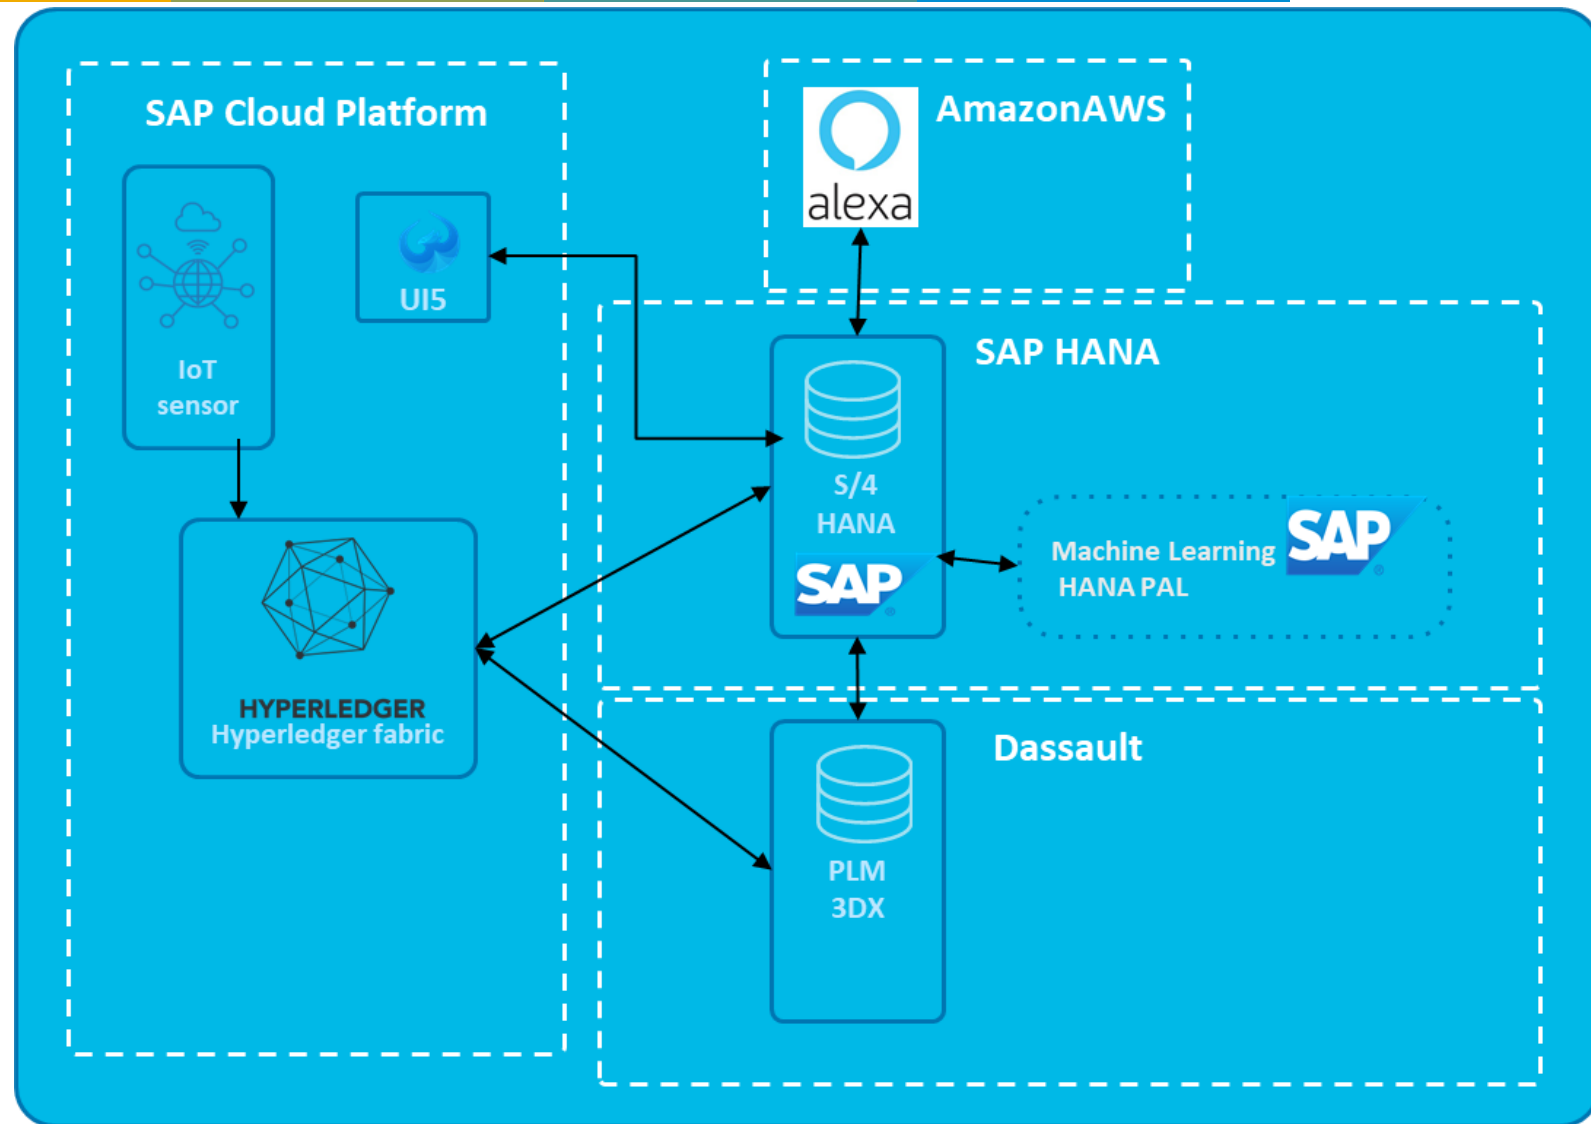 SAP Cloud Platform
IoT
sensor
UI5
HYPERLEDGER
Hyperledger fabric
AmazonAWS
alexa
SAP HANA
S/4
HANA
SAP
®
Machine Learning
HANA PAL
SAP
®
Dassault
PLM
3DX